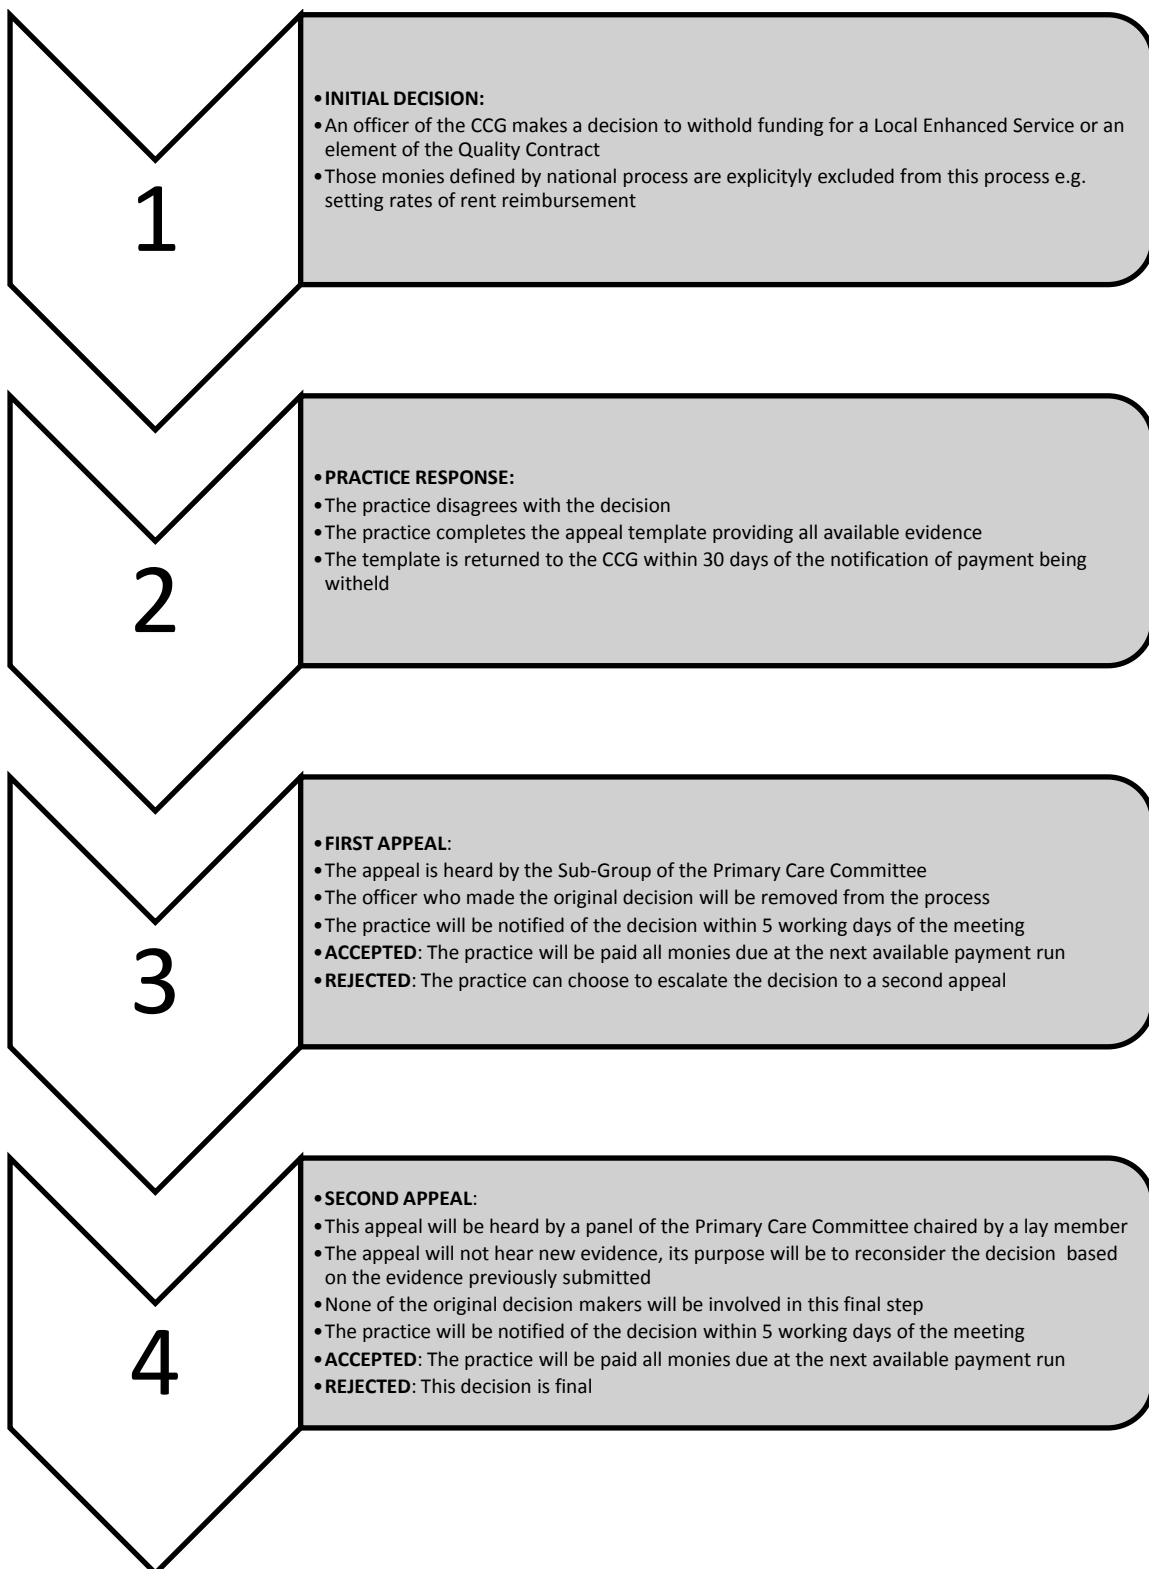 1
•INITIAL DECISION:
•An officer of the CCG makes a decision to withold funding for a Local Enhanced Service or an
element of the Quality Contract
•Those monies defined by national process are explicityly excluded from this process e.g.
setting rates of rent reimbursement
2
•PRACTICE RESPONSE:
•The practice disagrees with the decision
•The practice completes the appeal template providing all available evidence
•The template is returned to the CCG within 30 days of the notification of payment being
witheld
3
•FIRST APPEAL:
•The appeal is heard by the Sub-Group of the Primary Care Committee
•The officer who made the original decision will be removed from the process
•The practice will be notified of the decision within 5 working days of the meeting
•ACCEPTED: The practice will be paid all monies due at the next available payment run
•REJECTED: The practice can choose to escalate the decision to a second appeal
4
•SECOND APPEAL:
•This appeal will be heard by a panel of the Primary Care Committee chaired by a lay member
•The appeal will not hear new evidence, its purpose will be to reconsider the decision  based
on the evidence previously submitted
•None of the original decision makers will be involved in this final step
•The practice will be notified of the decision within 5 working days of the meeting
•ACCEPTED: The practice will be paid all monies due at the next available payment run
•REJECTED: This decision is final